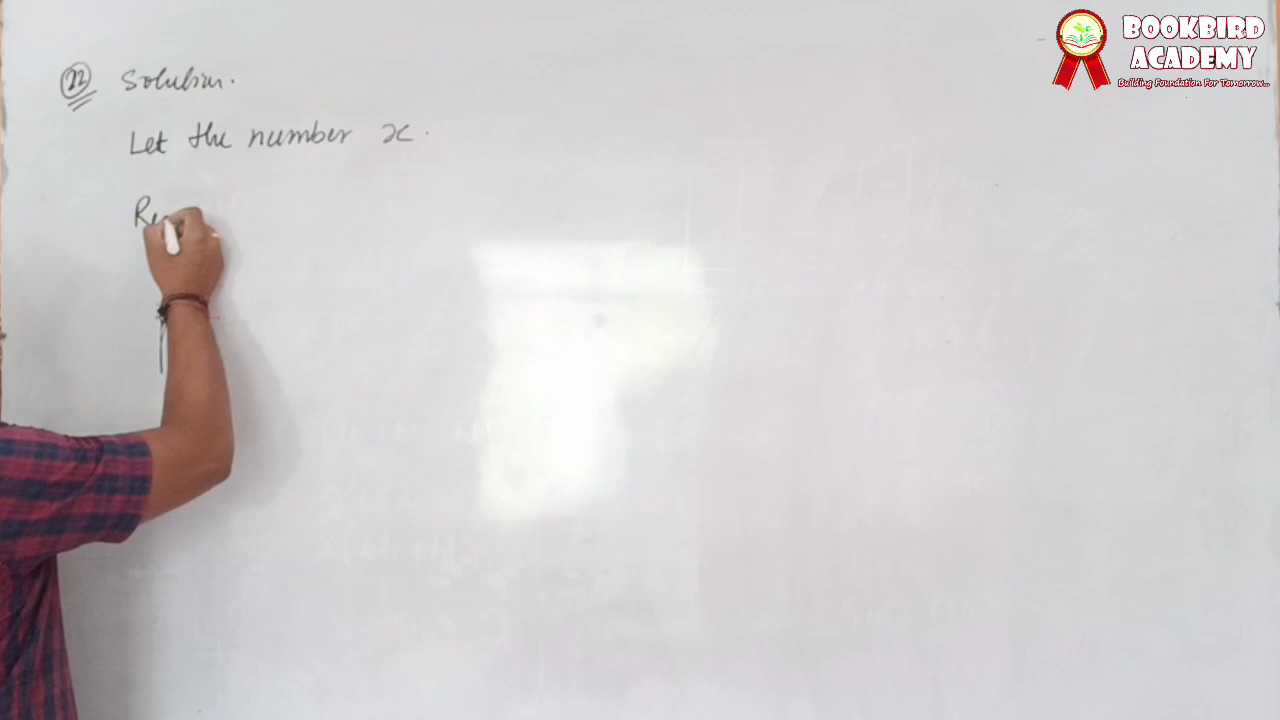 BOOKBIRD
ACADEMY
Building Foundation For Tomorrow...
22 Solution.
Let the number x.
Re